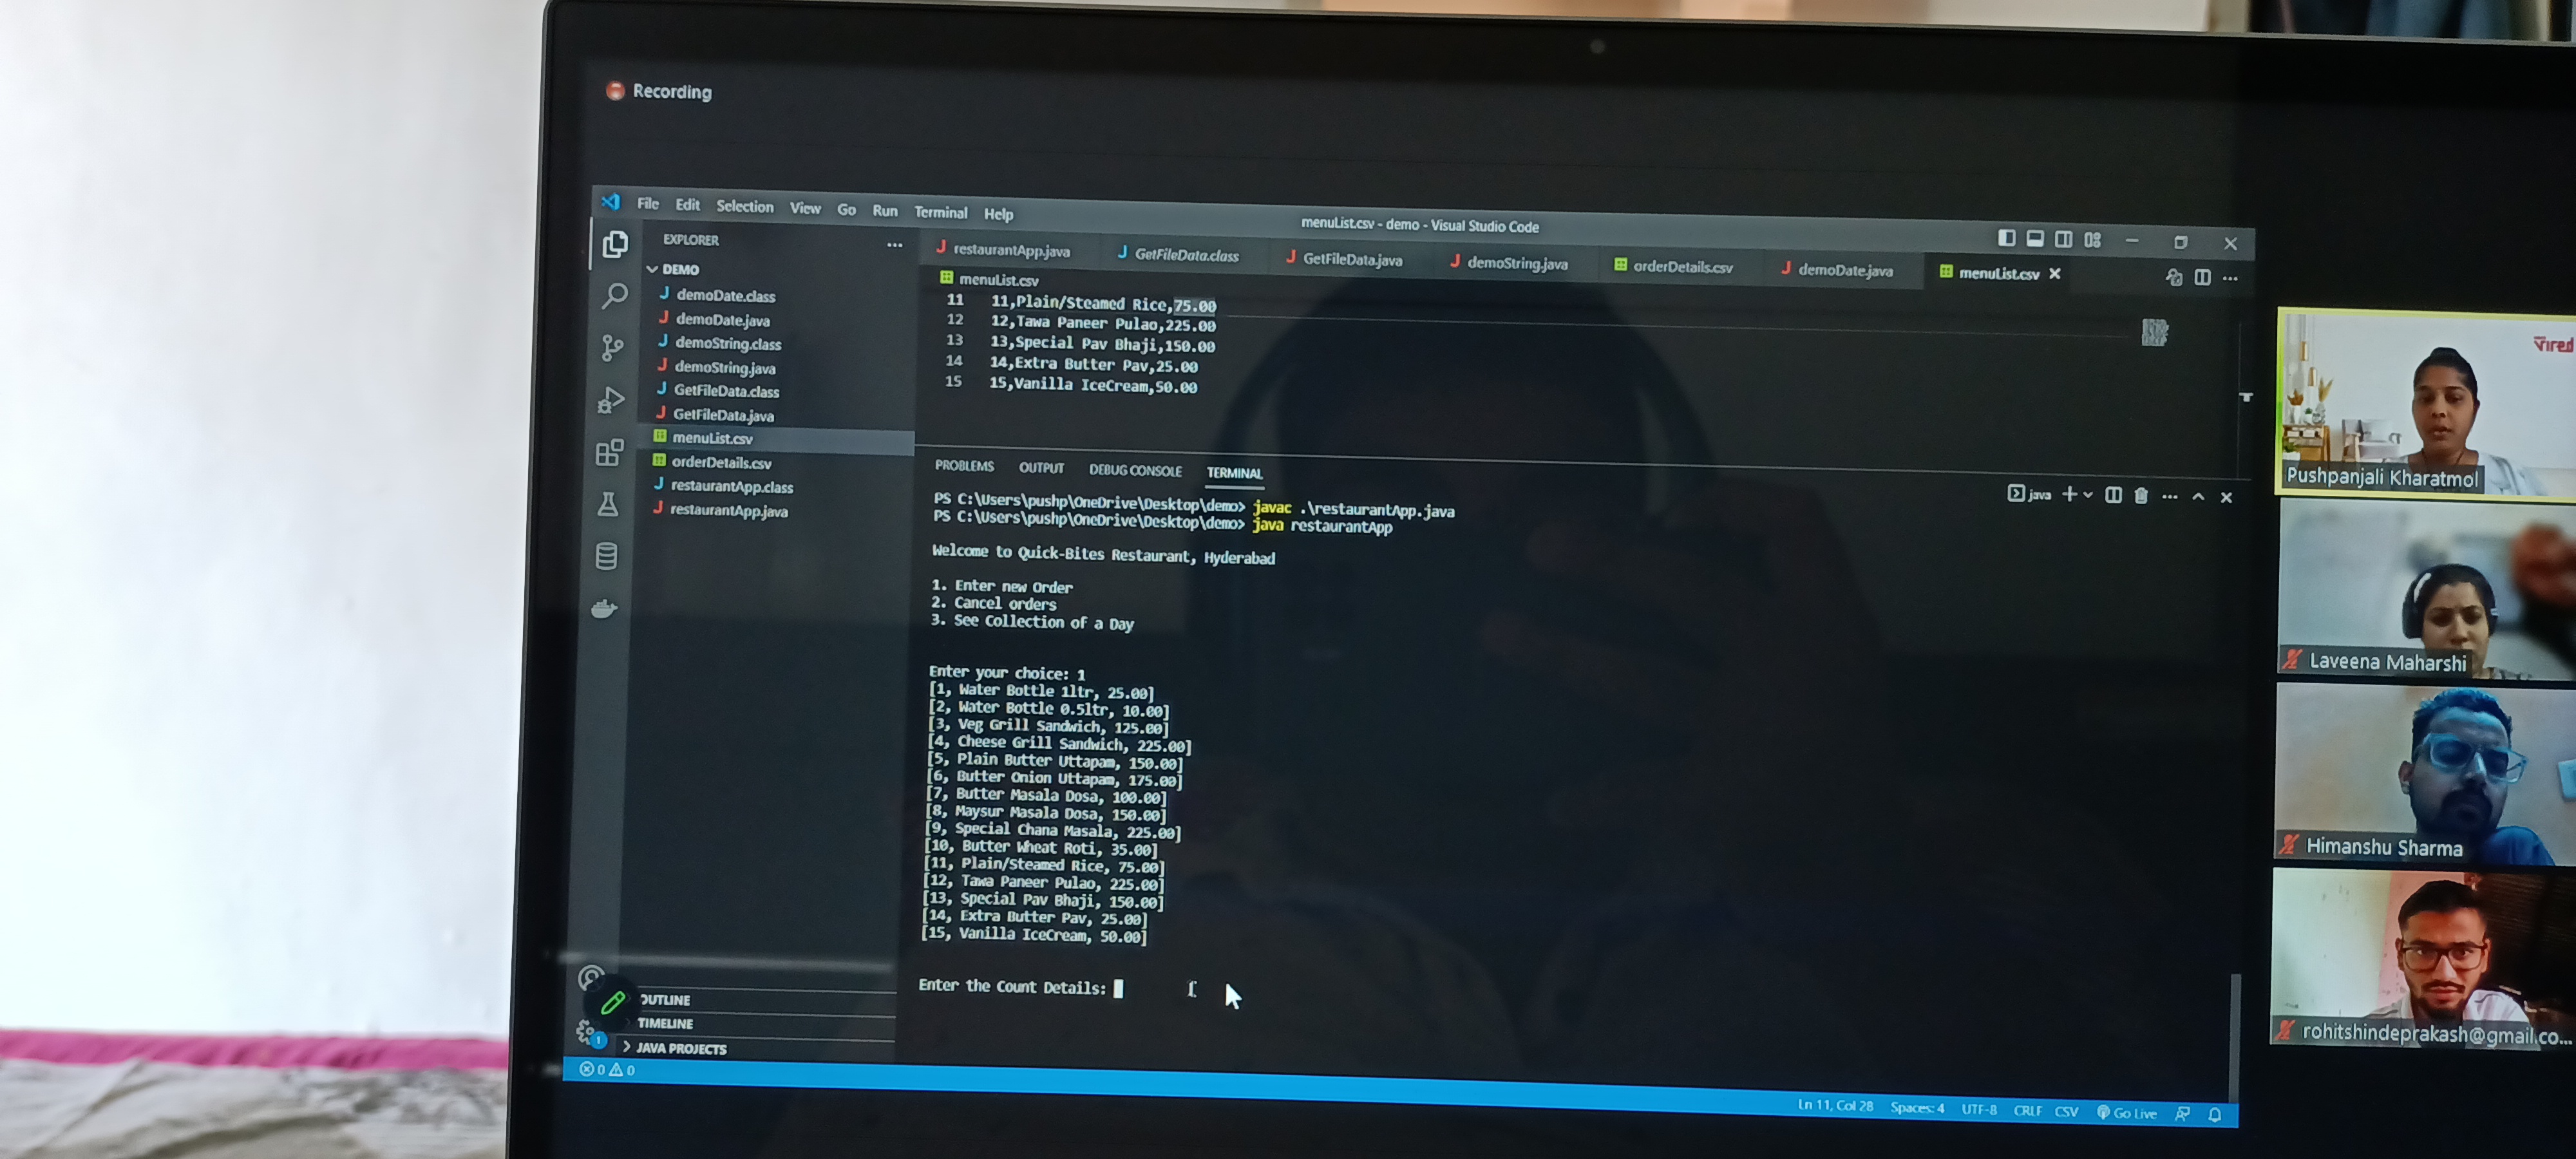 Recording
File Edit Selection View Go Run Terminal Help
menuList.csv - demo - Visual Studio Code
EXPLORER
DEMO
demoDate.class
demoDate.java
demoString.class
demoString.java
GetFileData.class
GetFileData.java
menuList.csv
orderDetails.csv
restaurantApp.class
restaurantApp.java
OUTLINE
TIMELINE
JAVA PROJECTS
restaurantApp.java GetFileData.class GetFileData.java demoString.java orderDetails.csv demoDate.java menuList.csv
menuList.csv
11 11,Plain/Steamed Rice,75.00
12 12,Tawa Paneer Pulao,225.00
13 13,Special Pav Bhaji,150.00
14 14,Extra Butter Pav,25.00
15 15,Vanilla IceCream,50.00
PROBLEMS OUTPUT DEBUG CONSOLE TERMINAL
java
PS C:\Users\pushp\OneDrive\Desktop\demo> javac .\restaurantApp.java
PS C:\Users\pushp\OneDrive\Desktop\demo> java restaurantApp
Welcome to Quick-Bites Restaurant, Hyderabad
1. Enter new Order
2. Cancel orders
3. See Collection of a Day
Enter your choice: 1
[1, Water Bottle 1ltr, 25.00]
[2, Water Bottle 0.5ltr, 10.00]
[3, Veg Grill Sandwich, 125.00]
[4, Cheese Grill Sandwich, 225.00]
[5, Plain Butter Uttapam, 150.00]
[6, Butter Onion Uttapam, 175.00]
[7, Butter Masala Dosa, 100.00]
[8, Maysur Masala Dosa, 150.00]
[9, Special Chana Masala, 225.00]
[10, Butter Wheat Roti, 35.00]
[11, Plain/Steamed Rice, 75.00]
[12, Tawa Paneer Pulao, 225.00]
[13, Special Pav Bhaji, 150.00]
[14, Extra Butter Pav, 25.00]
[15, Vanilla IceCream, 50.00]
Enter the Count Details:
1
0 0
Ln 11, Col 28 Spaces: 4 UTF-8 CRLF CSV Go Live
Vired
Pushpanjali Kharatmol
Laveena Maharshi
Himanshu Sharma
rohitshindeprakash@gmail.co...